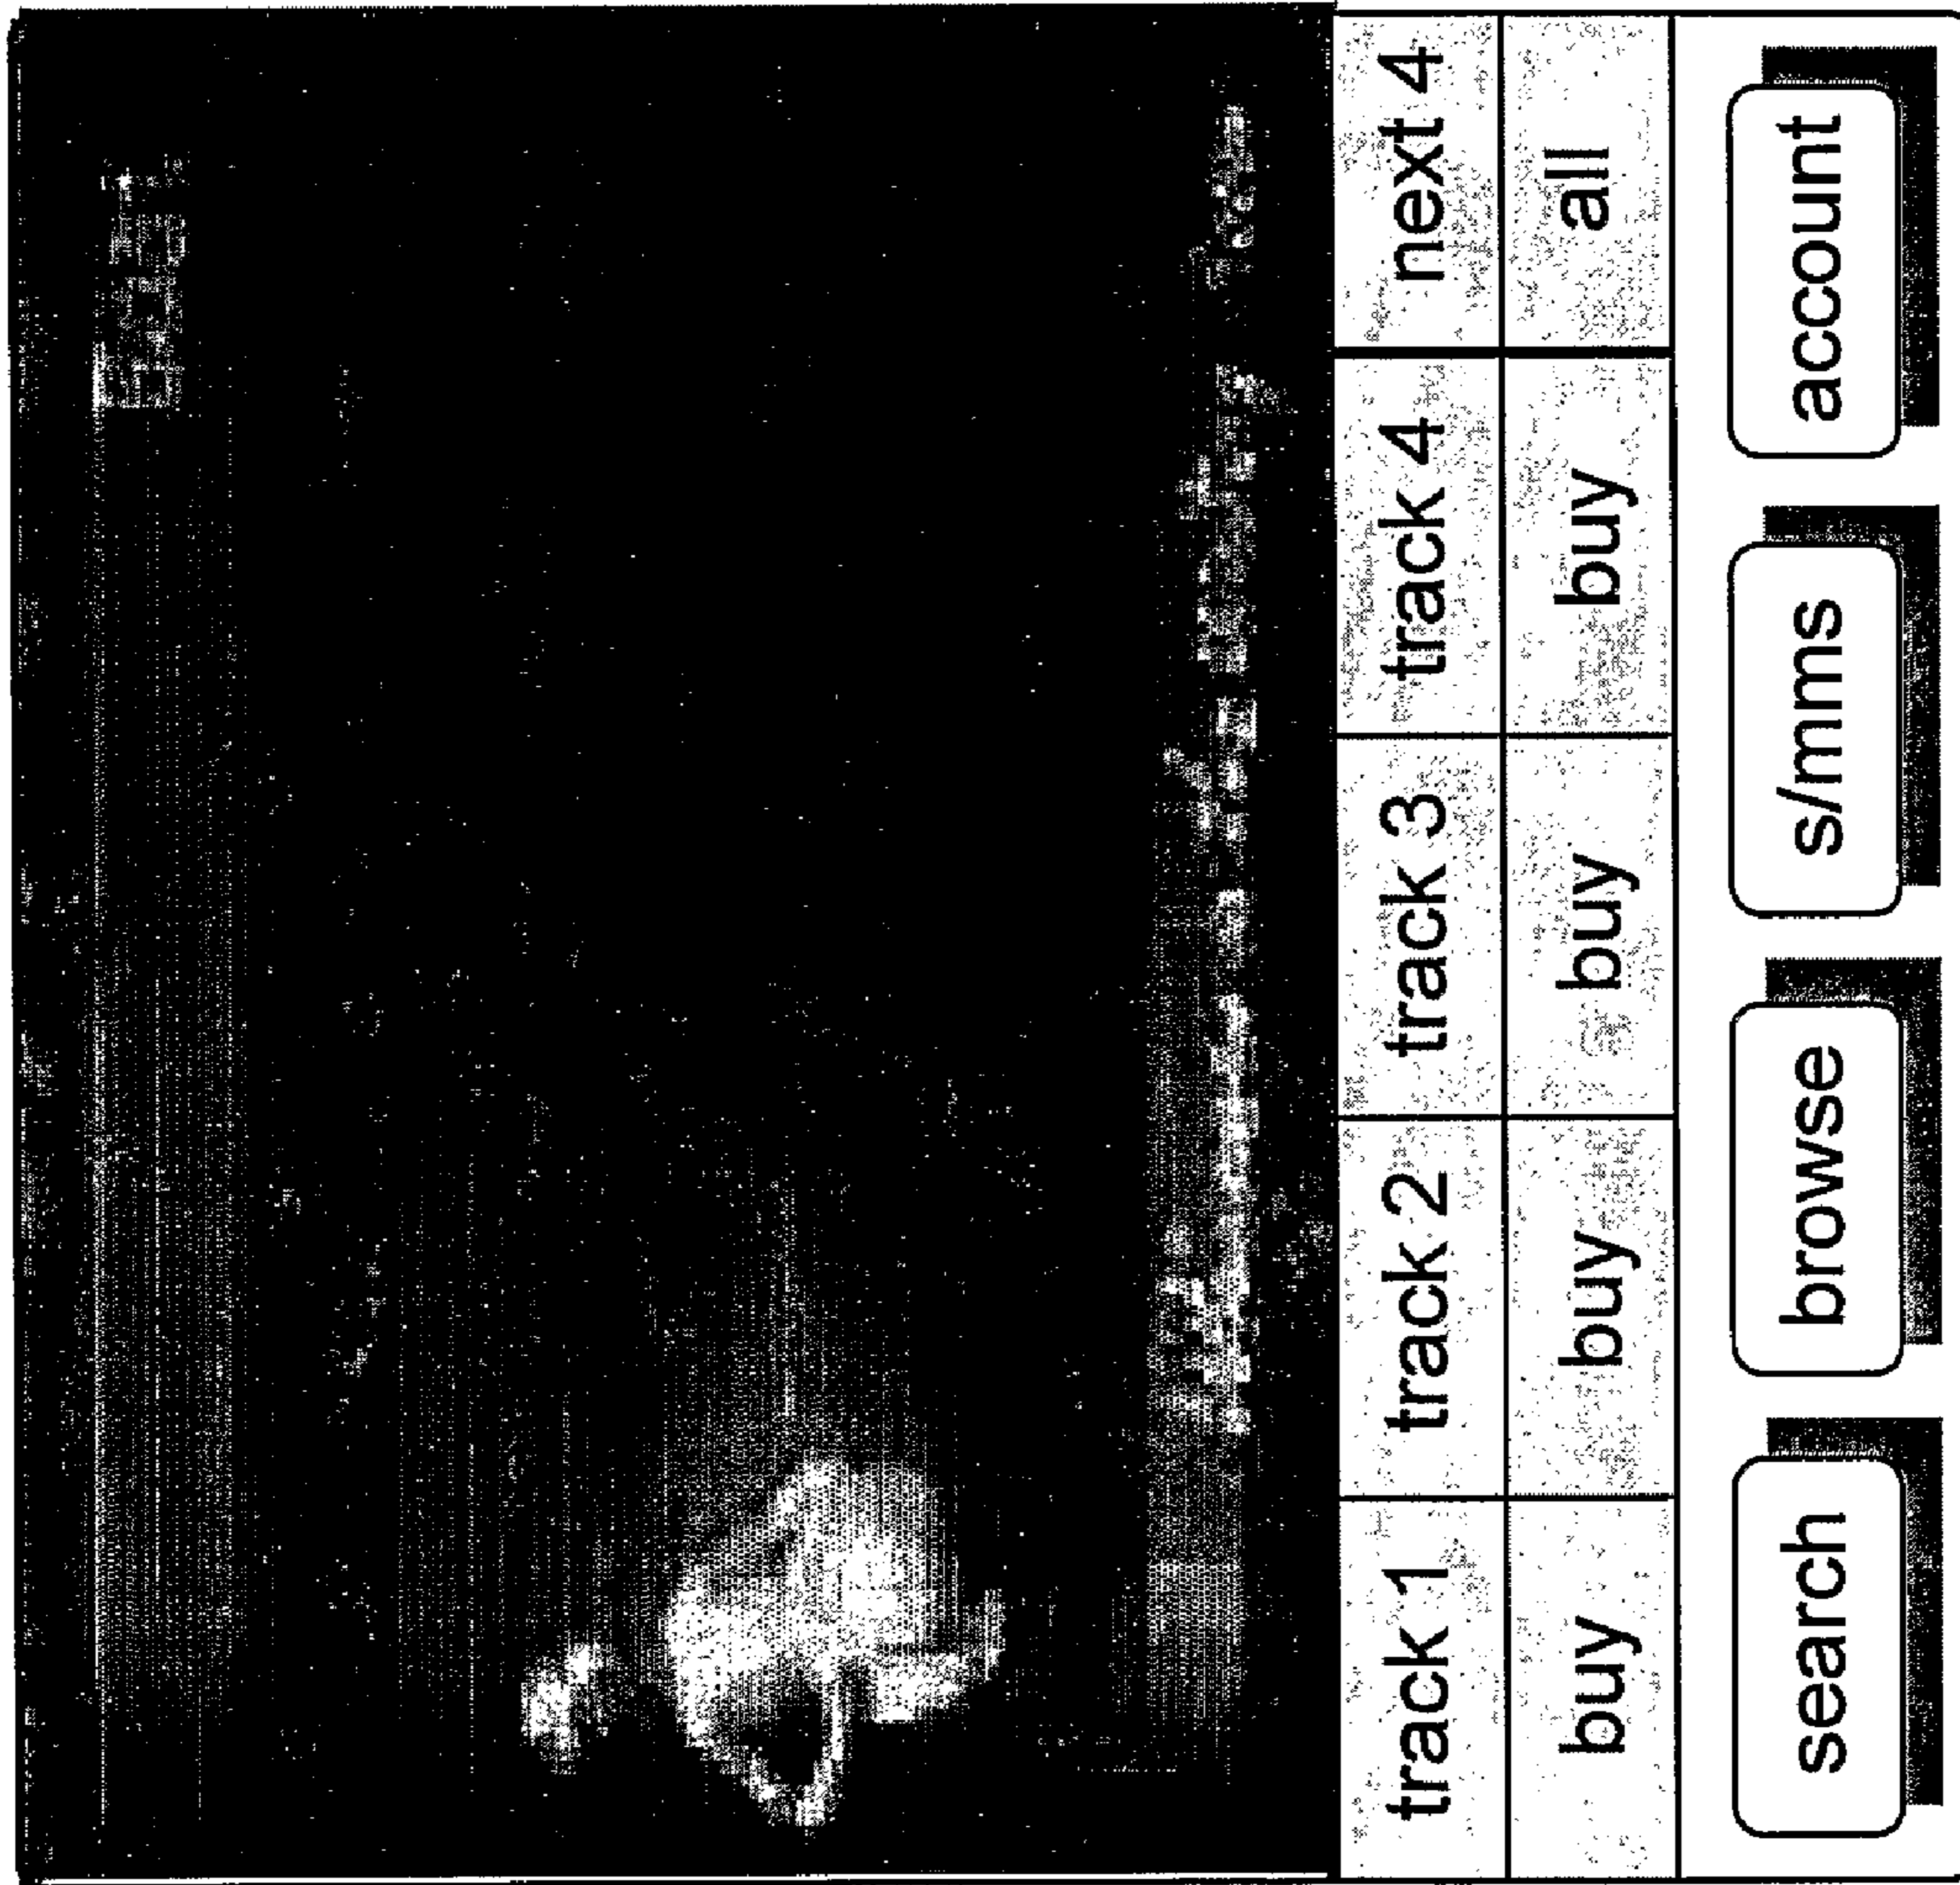 track 1 track 2 track 3 track 4 next 4
buy buy buy buy all
search browse s/mms account